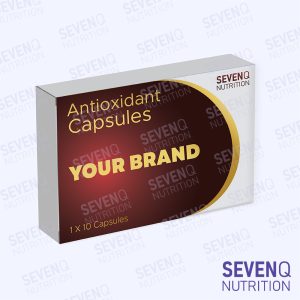 Antioxidant
Capsules
SEVENQ
NUTRITION
YOUR BRAND
1 X 10 Capsules
SEVENQ
NUTRITION